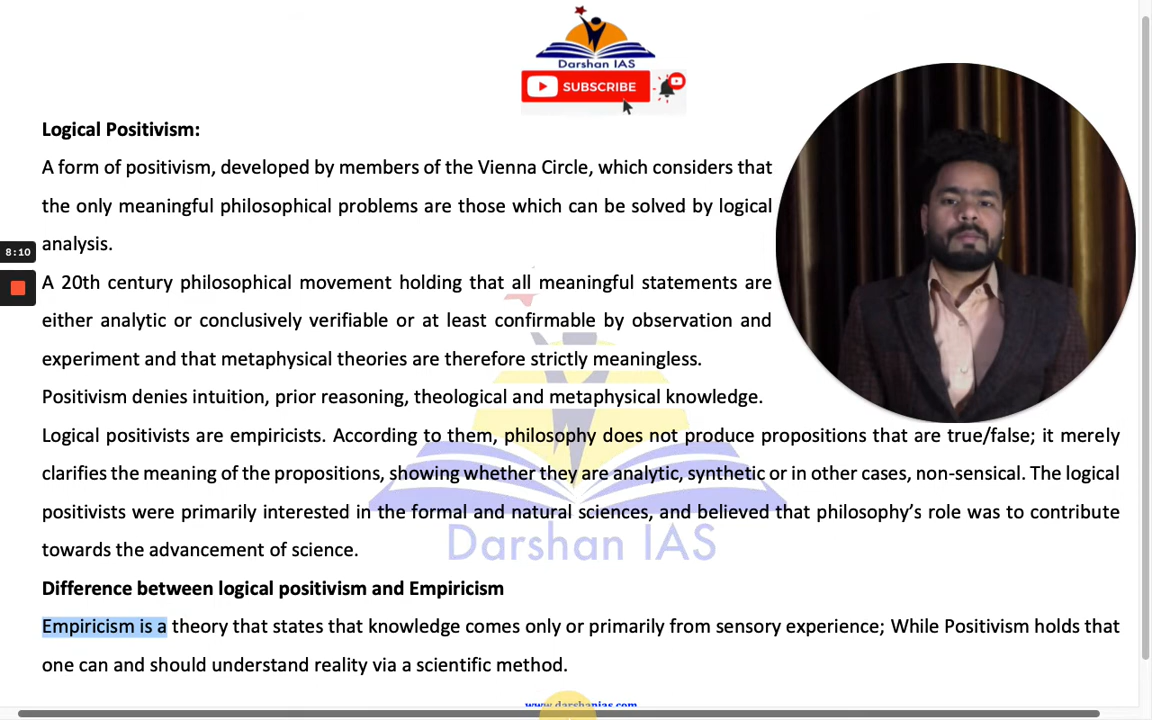 Darshan IAS
SUBSCRIBE
Logical Positivism:
A form of positivism, developed by members of the Vienna Circle, which considers that
the only meaningful philosophical problems are those which can be solved by logical
8:10
analysis.
A 20th century philosophical movement holding that all meaningful statements are
either analytic or conclusively verifiable or at least confirmable by observation and
experiment and that metaphysical theories are therefore strictly meaningless.
Positivism denies intuition, prior reasoning, theological and metaphysical knowledge.
Logical positivists are empiricists. According to them, philosophy does not produce propositions that are true/false; it merely
clarifies the meaning of the propositions, showing whether they are analytic, synthetic or in other cases, non-sensical. The logical
positivists were primarily interested in the formal and natural sciences, and believed that philosophy's role was to contribute
Darshan IAS
towards the advancement of science.
Difference between logical positivism and Empiricism
Empiricism is a theory that states that knowledge comes only or primarily from sensory experience; While Positivism holds that
one can and should understand reality via a scientific method.
www.darshanias.com